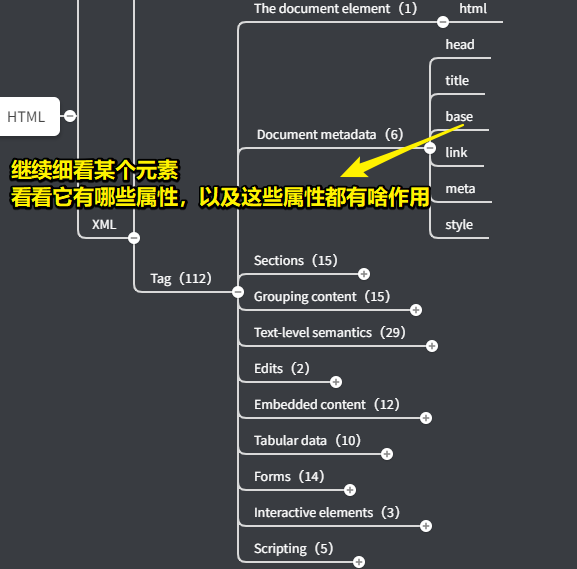 The document element（1）
html
head
title
Document metadata（6）
base
link
meta
style
HTML
继续细看某个元素
看看它有哪些属性，以及这些属性都有啥作用
XML
Tag（112）
Sections（15）
Grouping content（15）
Text-level semantics（29）
Edits（2）
Embedded content（12）
Tabular data（10）
Forms（14）
Interactive elements（3）
Scripting（5）